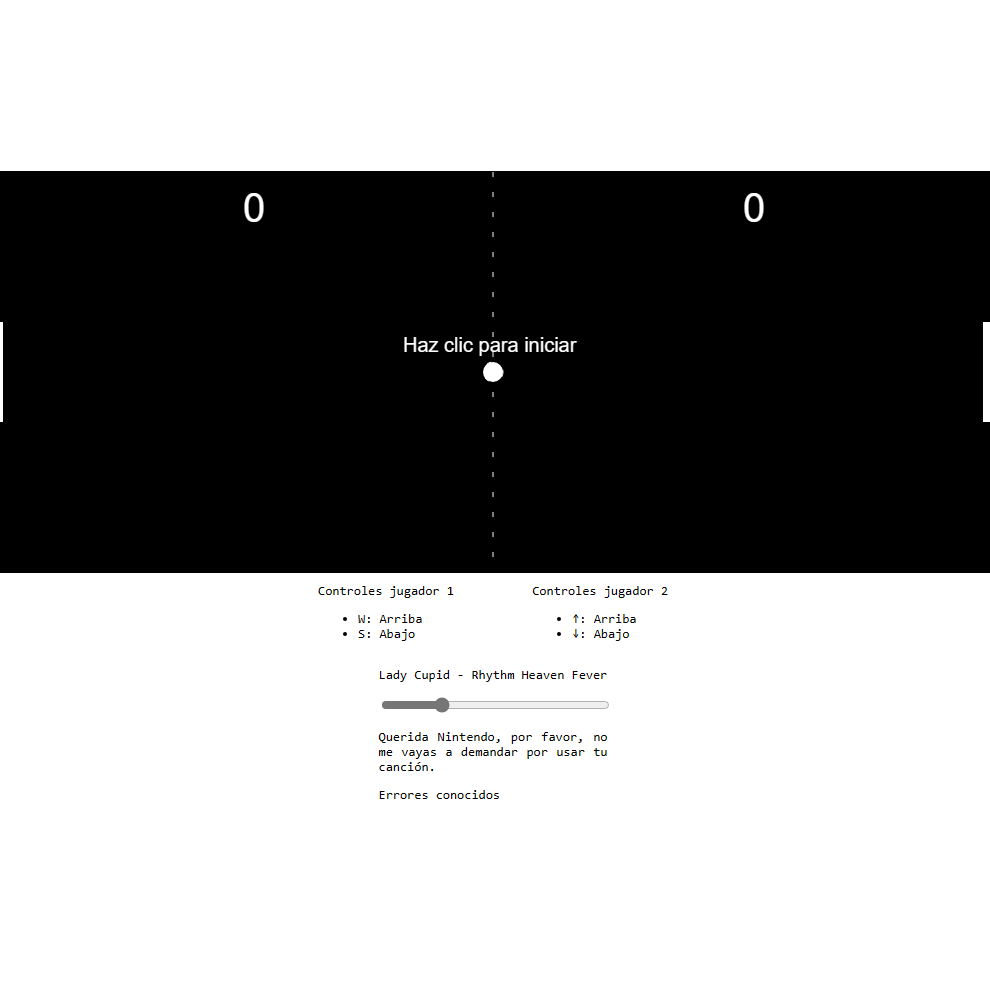 0 0
Haz clic para iniciar
Controles jugador 1
W: Arriba
S: Abajo
Controles jugador 2
↑: Arriba
↓: Abajo
Lady Cupid - Rhythm Heaven Fever
Querida Nintendo, por favor, no
me vayas a demandar por usar tu
canción.
Errores conocidos